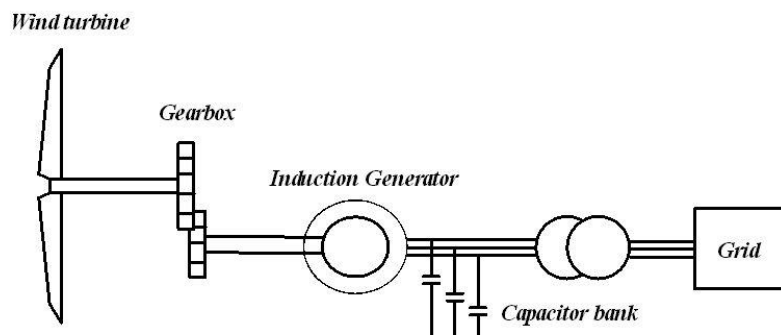 Wind turbine
Gearbox
Induction Generator
Grid
Capacitor bank